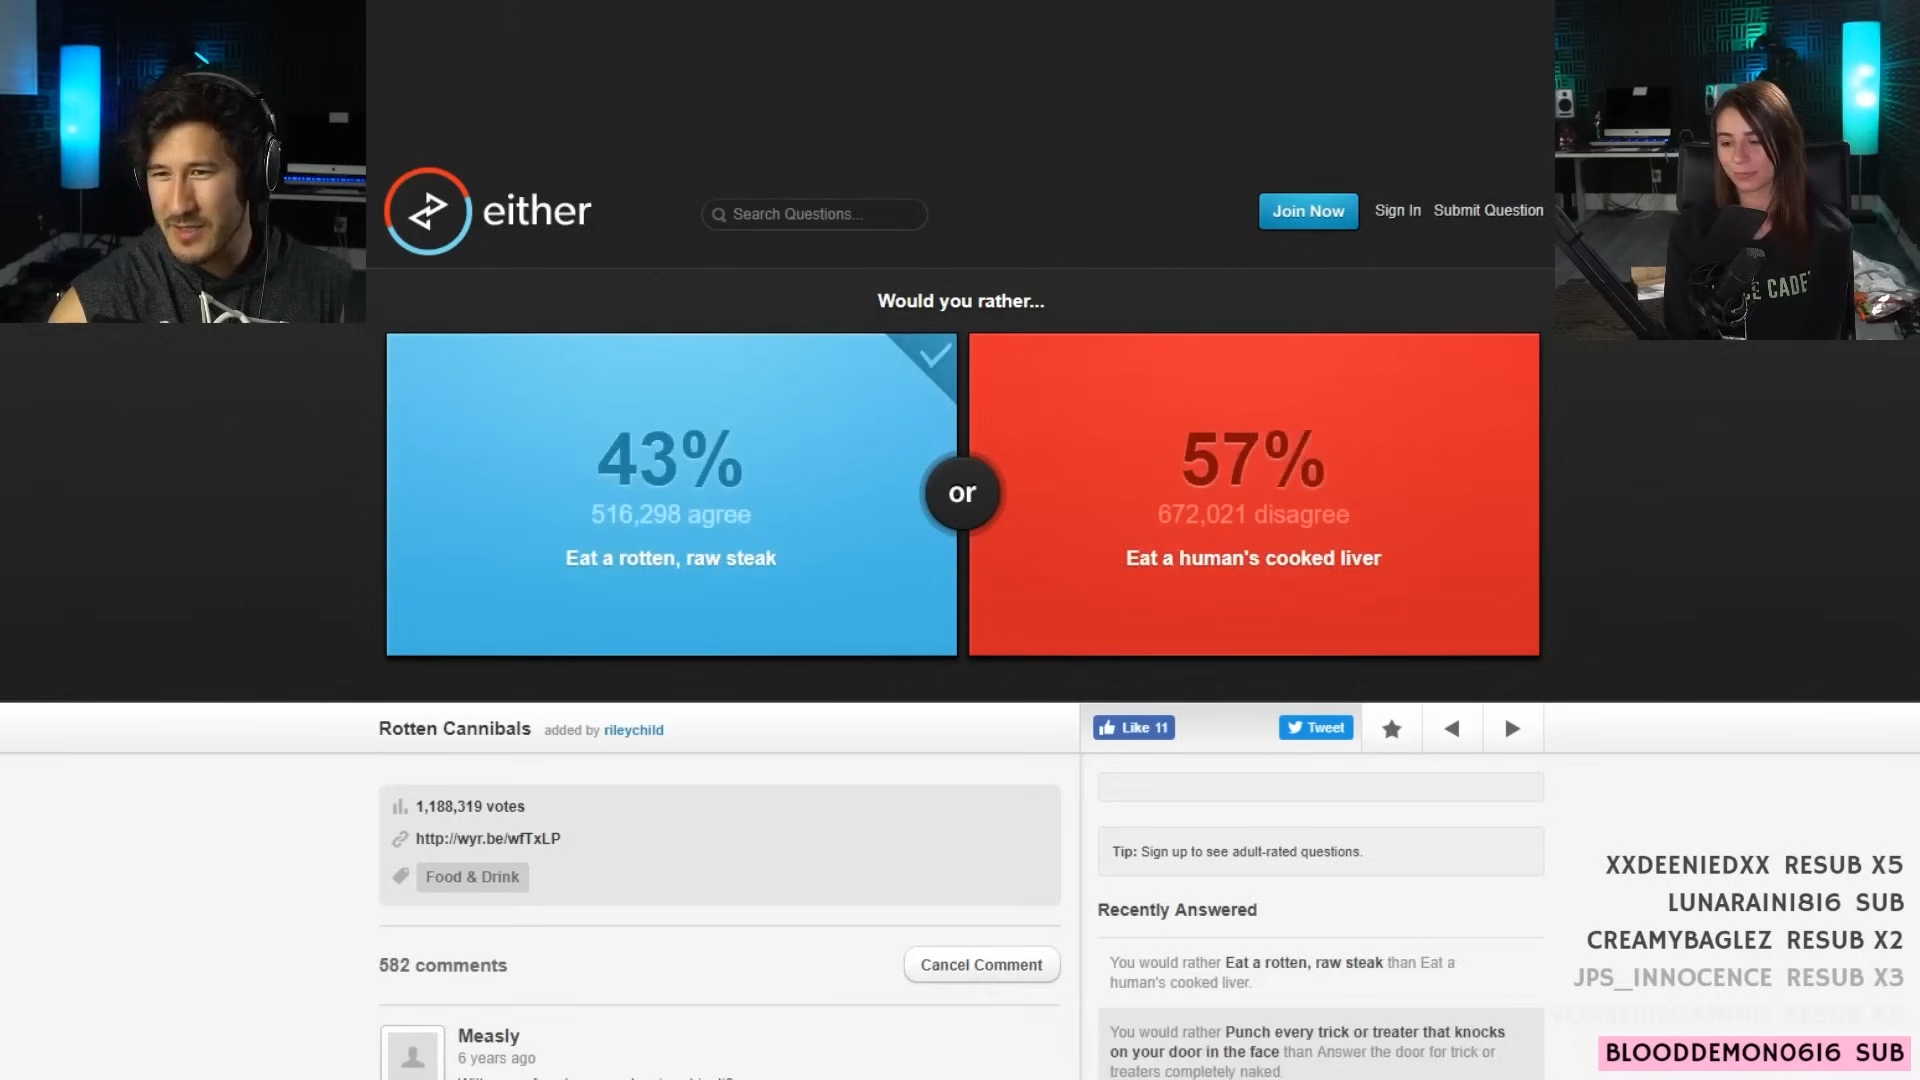 either
Search Questions...
Join Now
Sign In
Submit Question
Would you rather...
43%
516,298 agree
Eat a rotten, raw steak
or
57%
672,021 disagree
Eat a human's cooked liver
Rotten Cannibals added by rileychild
Like 11
Tweet
1,188,319 votes
http://wyr.be/wfTxLP
Food & Drink
582 comments
Cancel Comment
Measly
6 years ago
Tip: Sign up to see adult-rated questions.
Recently Answered
You would rather Eat a rotten, raw steak than Eat a
human's cooked liver.
You would rather Punch every trick or treater that knocks
on your door in the face than Answer the door for trick or
treaters completely naked.
XXDEENIEDXX RESUB X5
LUNARAIN1816 SUB
CREAMYBAGLEZ RESUB X2
JPS_INNOCENCE RESUB X3
BLOODDEMON0616 SUB